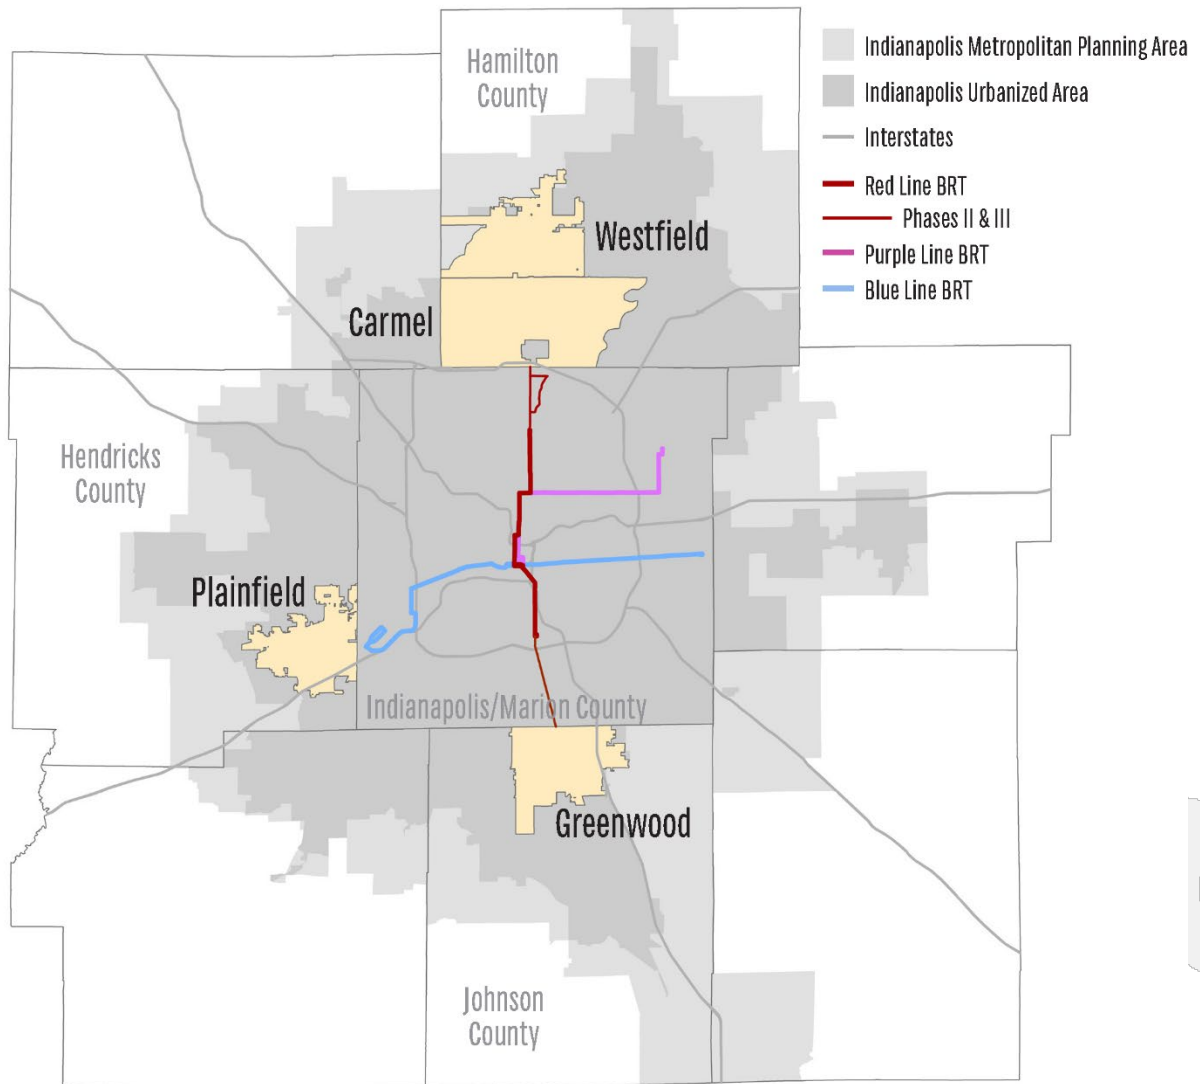 Hamilton
County
Indianapolis Metropolitan Planning Area
Indianapolis Urbanized Area
Interstates
Red Line BRT
Phases II & III
Purple Line BRT
Blue Line BRT
Westfield
Carmel
Hendricks
County
Plainfield
Indianapolis/Marion County
Greenwood
Johnson
County